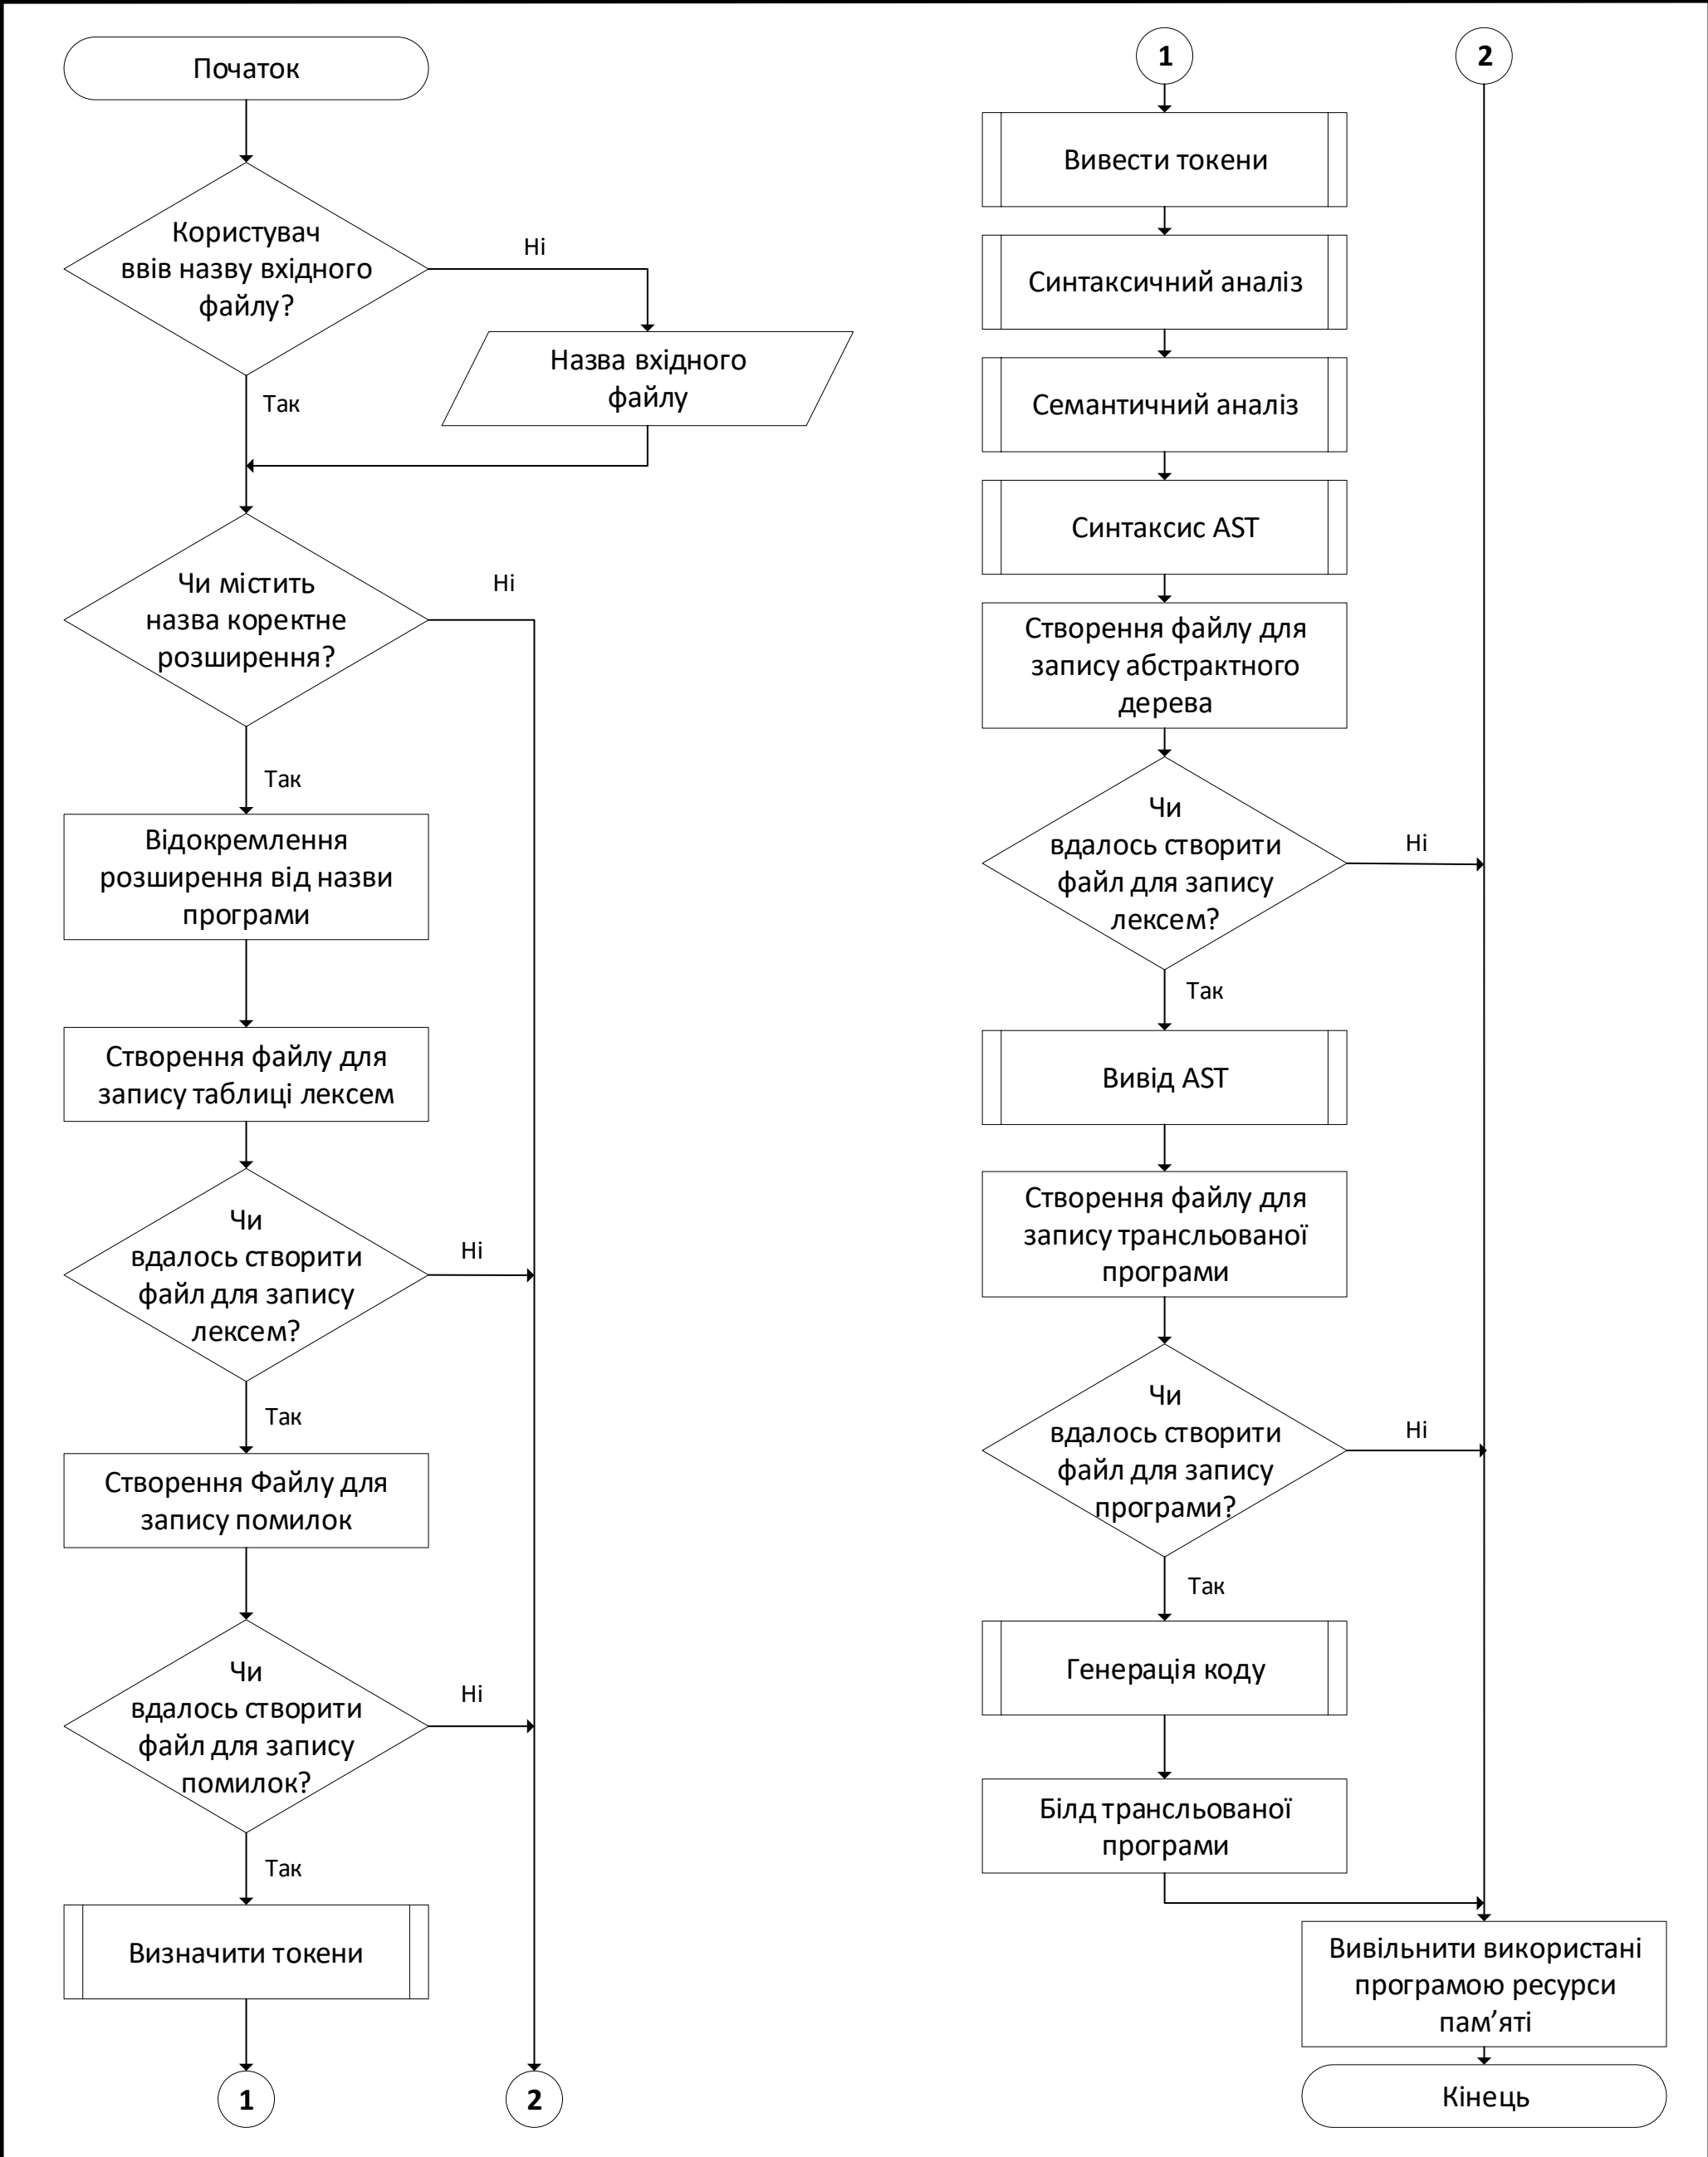 Початок
Користувач
ввів назву вхідного
файлу?
Ні
Назва вхідного
файлу
Так
Чи містить
назва коректне
розширення?
Ні
Так
Відокремлення
розширення від назви
програми
Створення файлу для
запису таблиці лексем
Чи
вдалось створити
файл для запису
лексем?
Ні
Так
Створення Файлу для
запису помилок
Чи
вдалось створити
файл для запису
помилок?
Ні
Так
Визначити токени
1
2
1
2
Вивести токени
Синтаксичний аналіз
Семантичний аналіз
Синтаксис AST
Створення файлу для
запису абстрактного
дерева
Чи
вдалось створити
файл для запису
лексем?
Ні
Так
Вивід AST
Створення файлу для
запису трансльованої
програми
Чи
вдалось створити
файл для запису
програми?
Ні
Так
Генерація коду
Білд трансльованої
програми
Вивільнити використані
програмою ресурси
пам’яті
Кінець